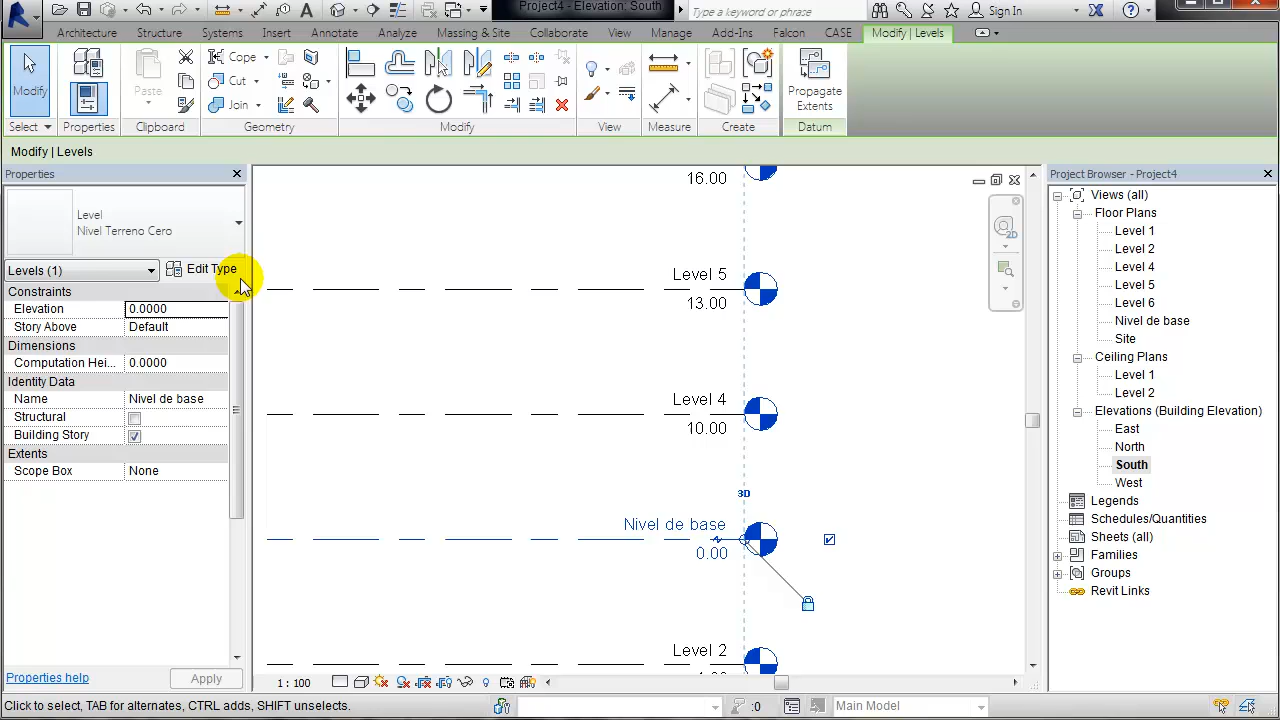 Project4 - Elevation: South
Type a keyword or phrase
Sign In
Architecture Structure Systems Insert Annotate Analyze Massing & Site Collaborate View Manage Add-Ins Falcon CASE Modify | Levels
Modify
Paste
Cope
Cut
Join
Propagate
Extents
Select Properties Clipboard Geometry Modify View Measure Create Datum
Modify | Levels
Properties
Level
Nivel Terreno Cero
Levels (1)
Edit Type
Constraints
Elevation 0.0000
Story Above Default
Dimensions
Computation Hei... 0.0000
Identity Data
Name Nivel de base
Structural
Building Story
Extents
Scope Box None
Properties help
Apply
16.00
Level 5
13.00
Level 4
10.00
3D
Nivel de base
0.00
Level 2
1 : 100
Project Browser - Project4
Views (all)
Floor Plans
Level 1
Level 2
Level 4
Level 5
Level 6
Nivel de base
Site
Ceiling Plans
Level 1
Level 2
Elevations (Building Elevation)
East
North
South
West
Legends
Schedules/Quantities
Sheets (all)
Families
Groups
Revit Links
Click to select, TAB for alternates, CTRL adds, SHIFT unselects.
:0
Main Model